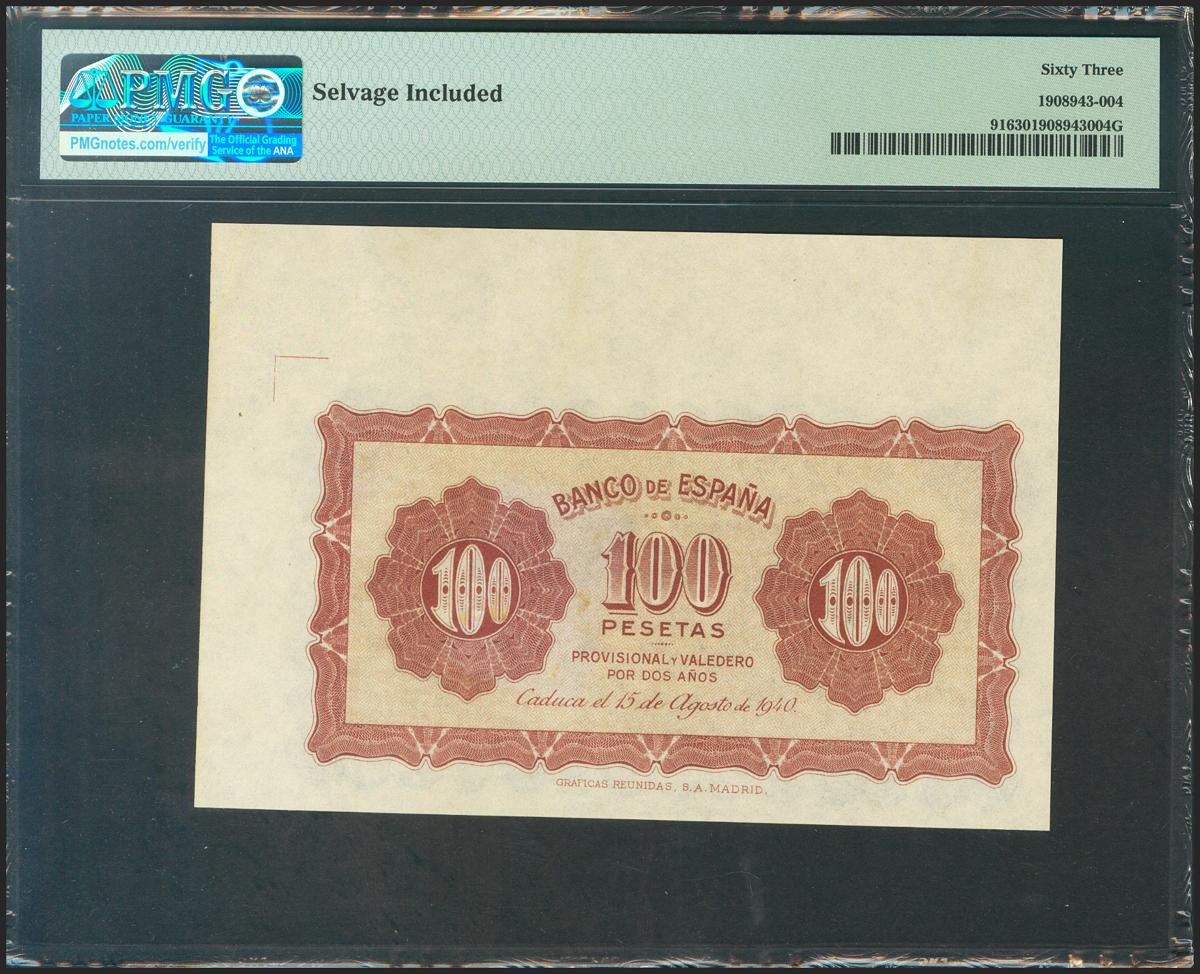 PMG
PAPER MONEY GUARANTY
PMGnotes.com/verify
The Official Grading
Service of the ANA
Selvage Included
Sixty Three
1908943-004
9163019089430​04G
BANCO DE ESPAÑA
100
100
100
PESETAS
PROVISIONAL Y VALEDERO
POR DOS AÑOS
Caduca el 15 de Agosto de 1940.
GRAFICAS REUNIDAS, S.A. MADRID.